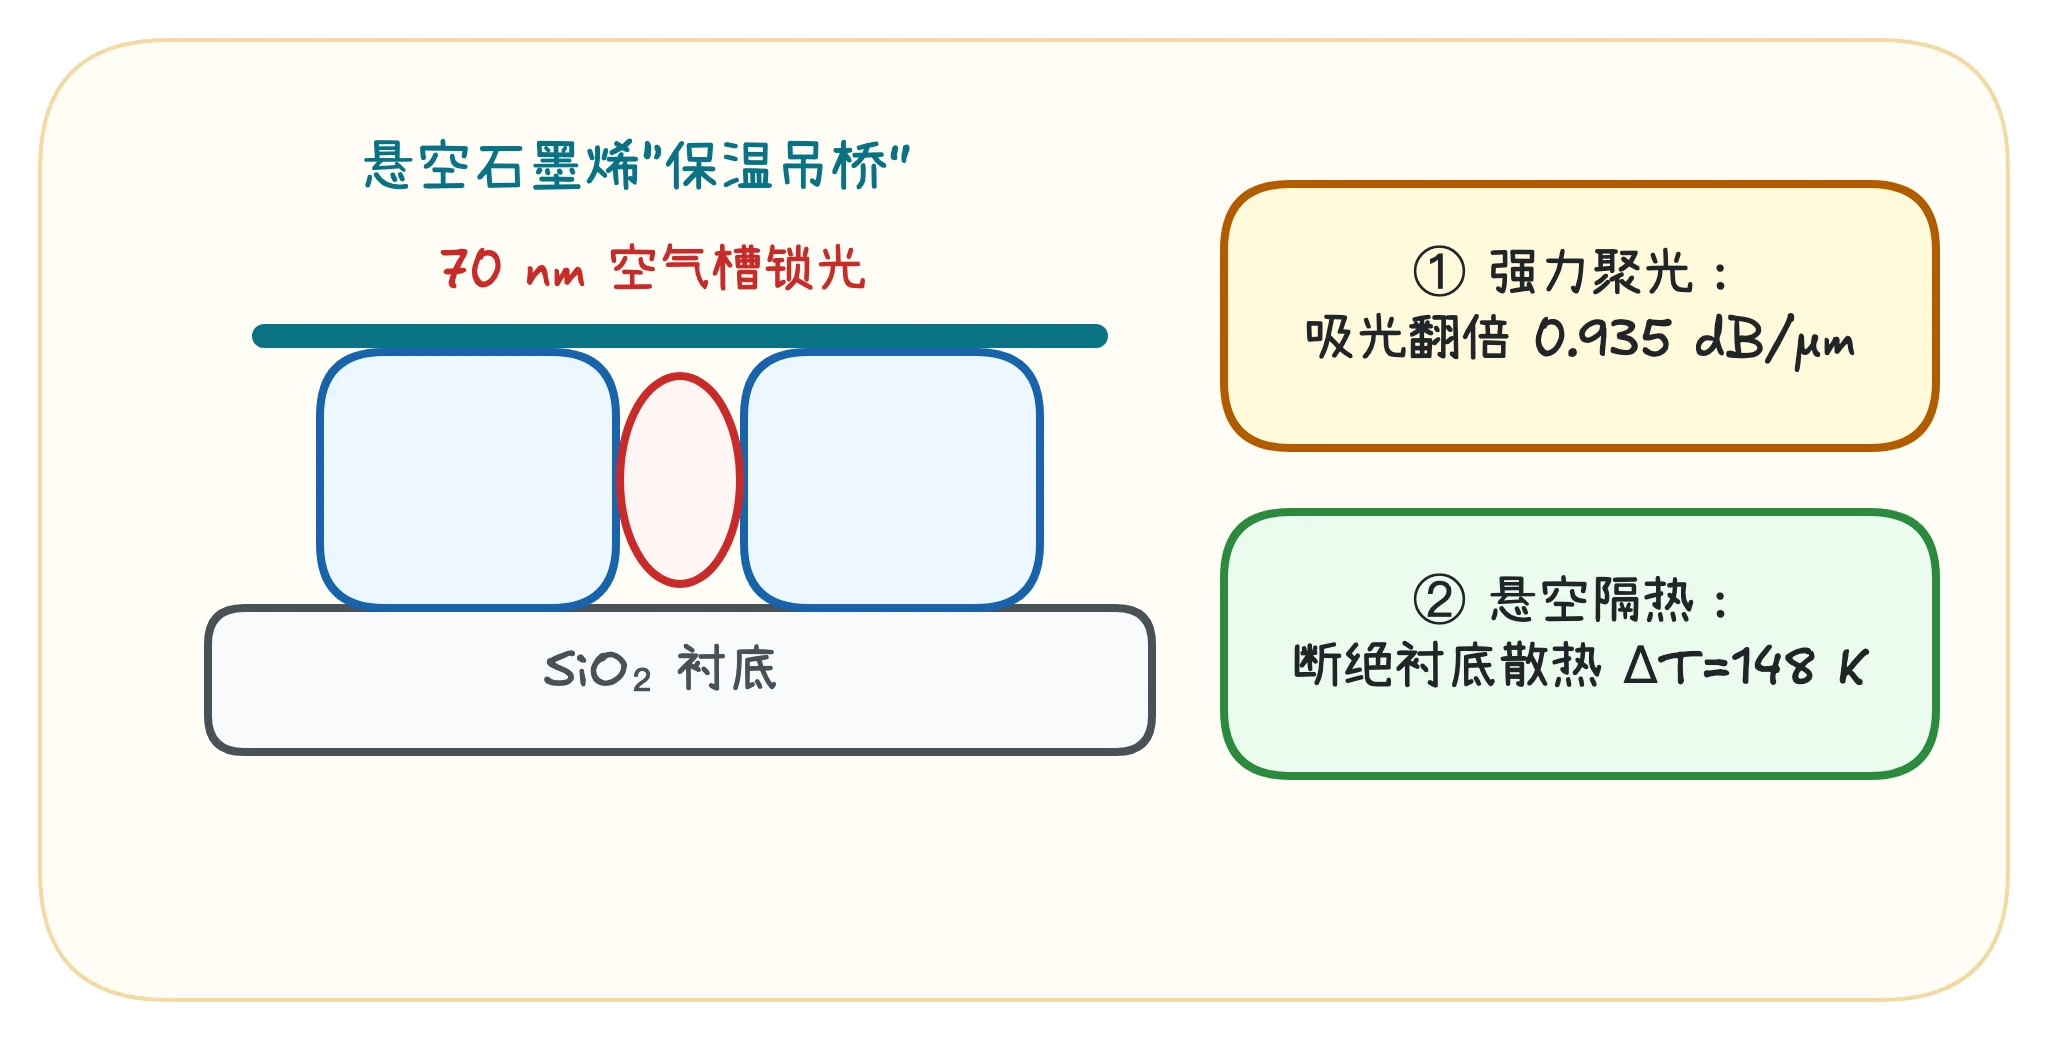 悬空石墨烯"保温吊桥"
70 nm 空气槽锁光
SiO₂ 衬底
① 强力聚光：
吸光翻倍 0.935 dB/μm
② 悬空隔热：
断绝衬底散热 ΔT=148 K